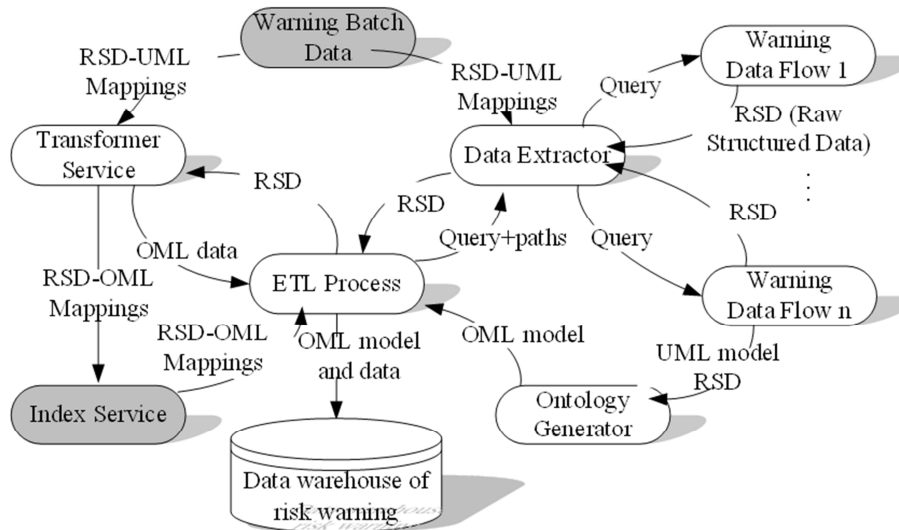 Warning Batch
Data
RSD-UML
Mappings
RSD-UML
Mappings
Query
Warning
Data Flow 1
RSD (Raw
Structured Data)
Transformer
Service
Data Extractor
RSD
RSD
RSD
OML data
Query+paths
Query
RSD-OML
Mappings
ETL Process
Warning
Data Flow n
RSD-OML
Mappings
OML model
and data
OML model
UML model
RSD
Index Service
Ontology
Generator
Data warehouse of
risk warning